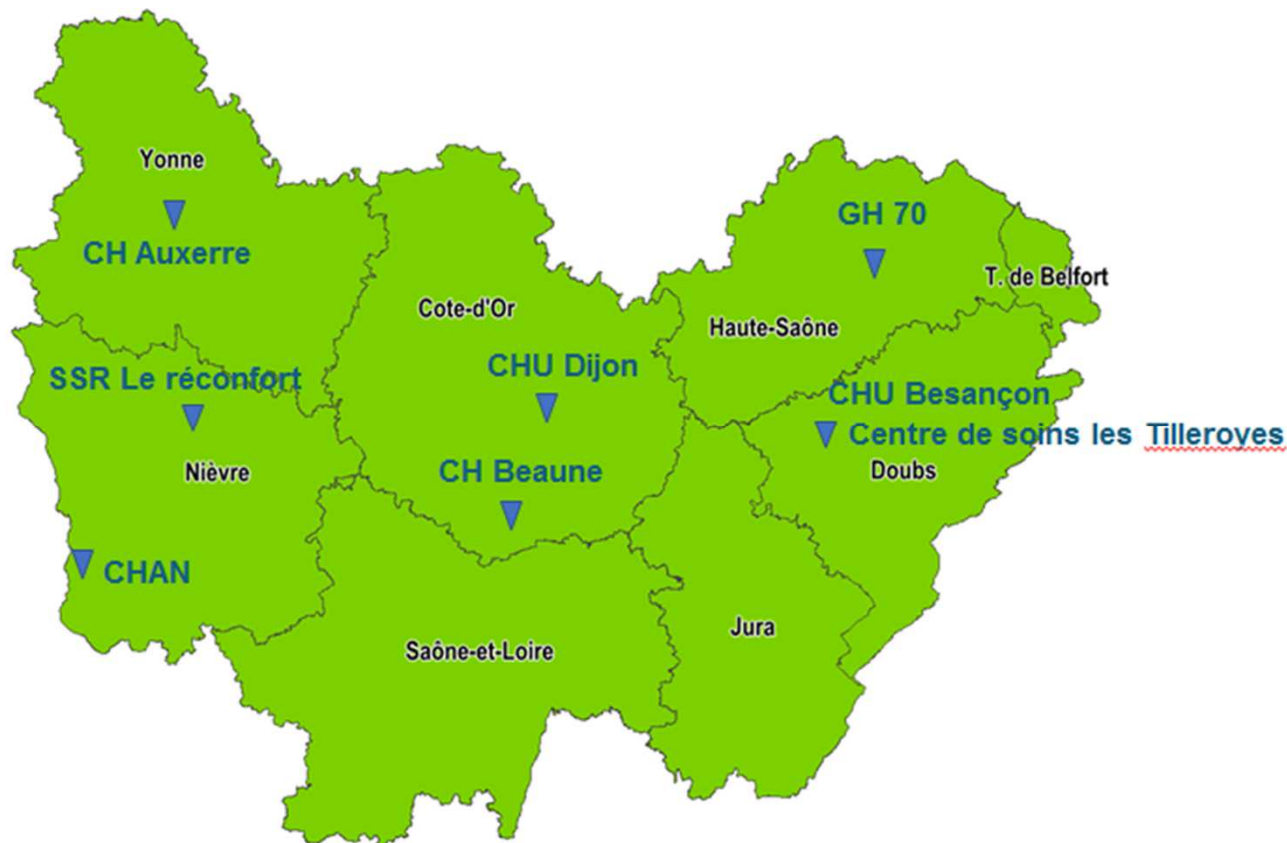 Yonne
CH Auxerre
GH 70
T. de Belfort
Cote-d'Or
Haute-Saône
CHU Dijon
SSR Le réconfort
CHU Besançon
Centre de soins les Tilleroyes
Nièvre
CH Beaune
Doubs
CHAN
Jura
Saône-et-Loire